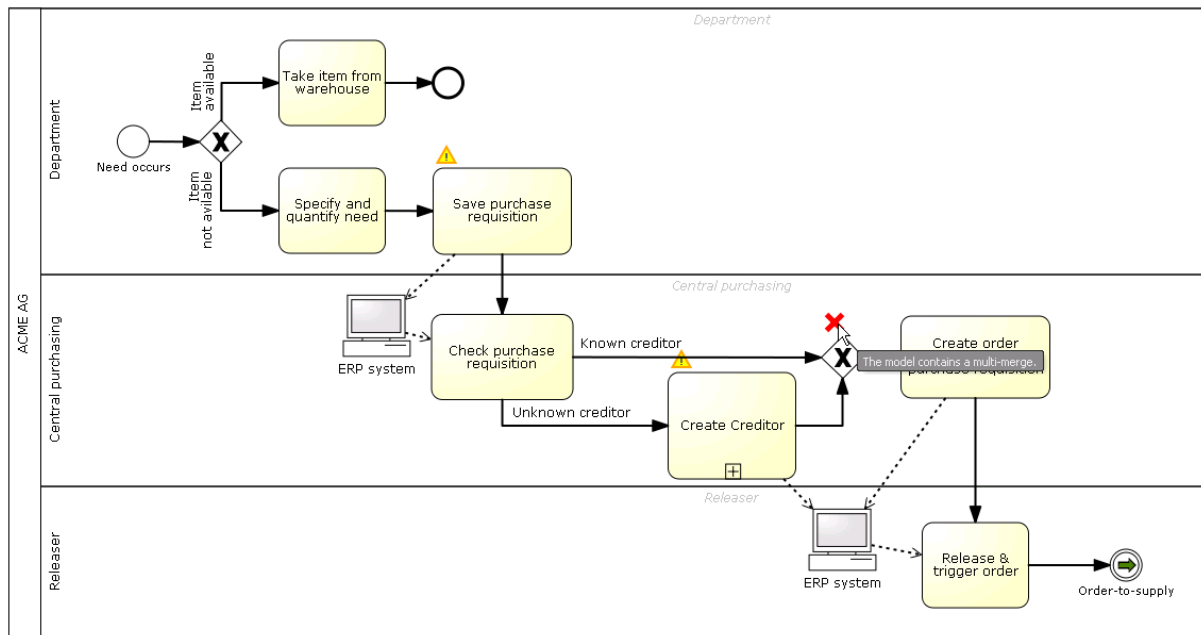 ACME AG
Department
Department
Item
available
Take item from
warehouse
Need occurs
Item
not avilable
Specify and
quantify need
Save purchase
requisition
Central purchasing
Central purchasing
ERP system
Check purchase
requisition
Known creditor
Unknown creditor
Create Creditor
Create order
The model contains a multi-merge.
purchase requisition
Releaser
Releaser
ERP system
Release &
trigger order
Order-to-supply